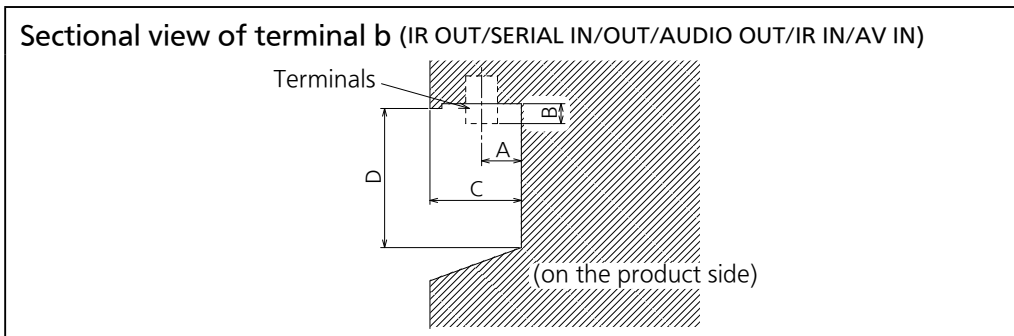 Sectional view of terminal b (IR OUT/SERIAL IN/OUT/AUDIO OUT/IR IN/AV IN)
Terminals
B
A
D
C
(on the product side)